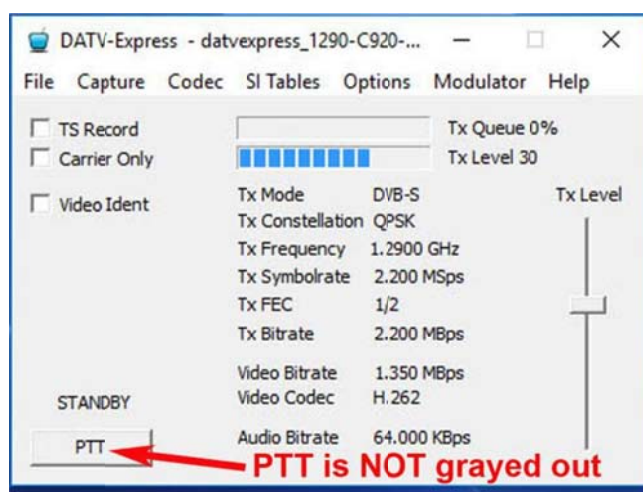 DATV-Express - datvexpress_1290-C920-...
File Capture Codec SI Tables Options Modulator Help
TS Record
Tx Queue 0%
Carrier Only
Tx Level 30
Video Ident
Tx Mode DVB-S
Tx Level
Tx Constellation QPSK
Tx Frequency 1.2900 GHz
Tx Symbolrate 2.200 MSps
Tx FEC 1/2
Tx Bitrate 2.200 MBps
Video Bitrate 1.350 MBps
STANDBY
Video Codec H.262
PTT
Audio Bitrate 64.000 KBps
PTT is NOT grayed out